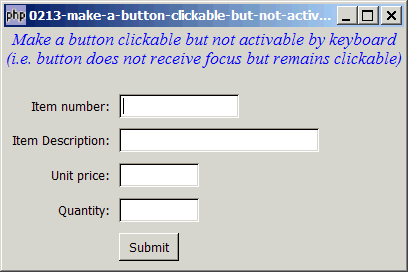 php 0213-make-a-button-clickable-but-not-activ...
Make a button clickable but not activable by keyboard
(i.e. button does not receive focus but remains clickable)
Item number:
Item Description:
Unit price:
Quantity:
Submit